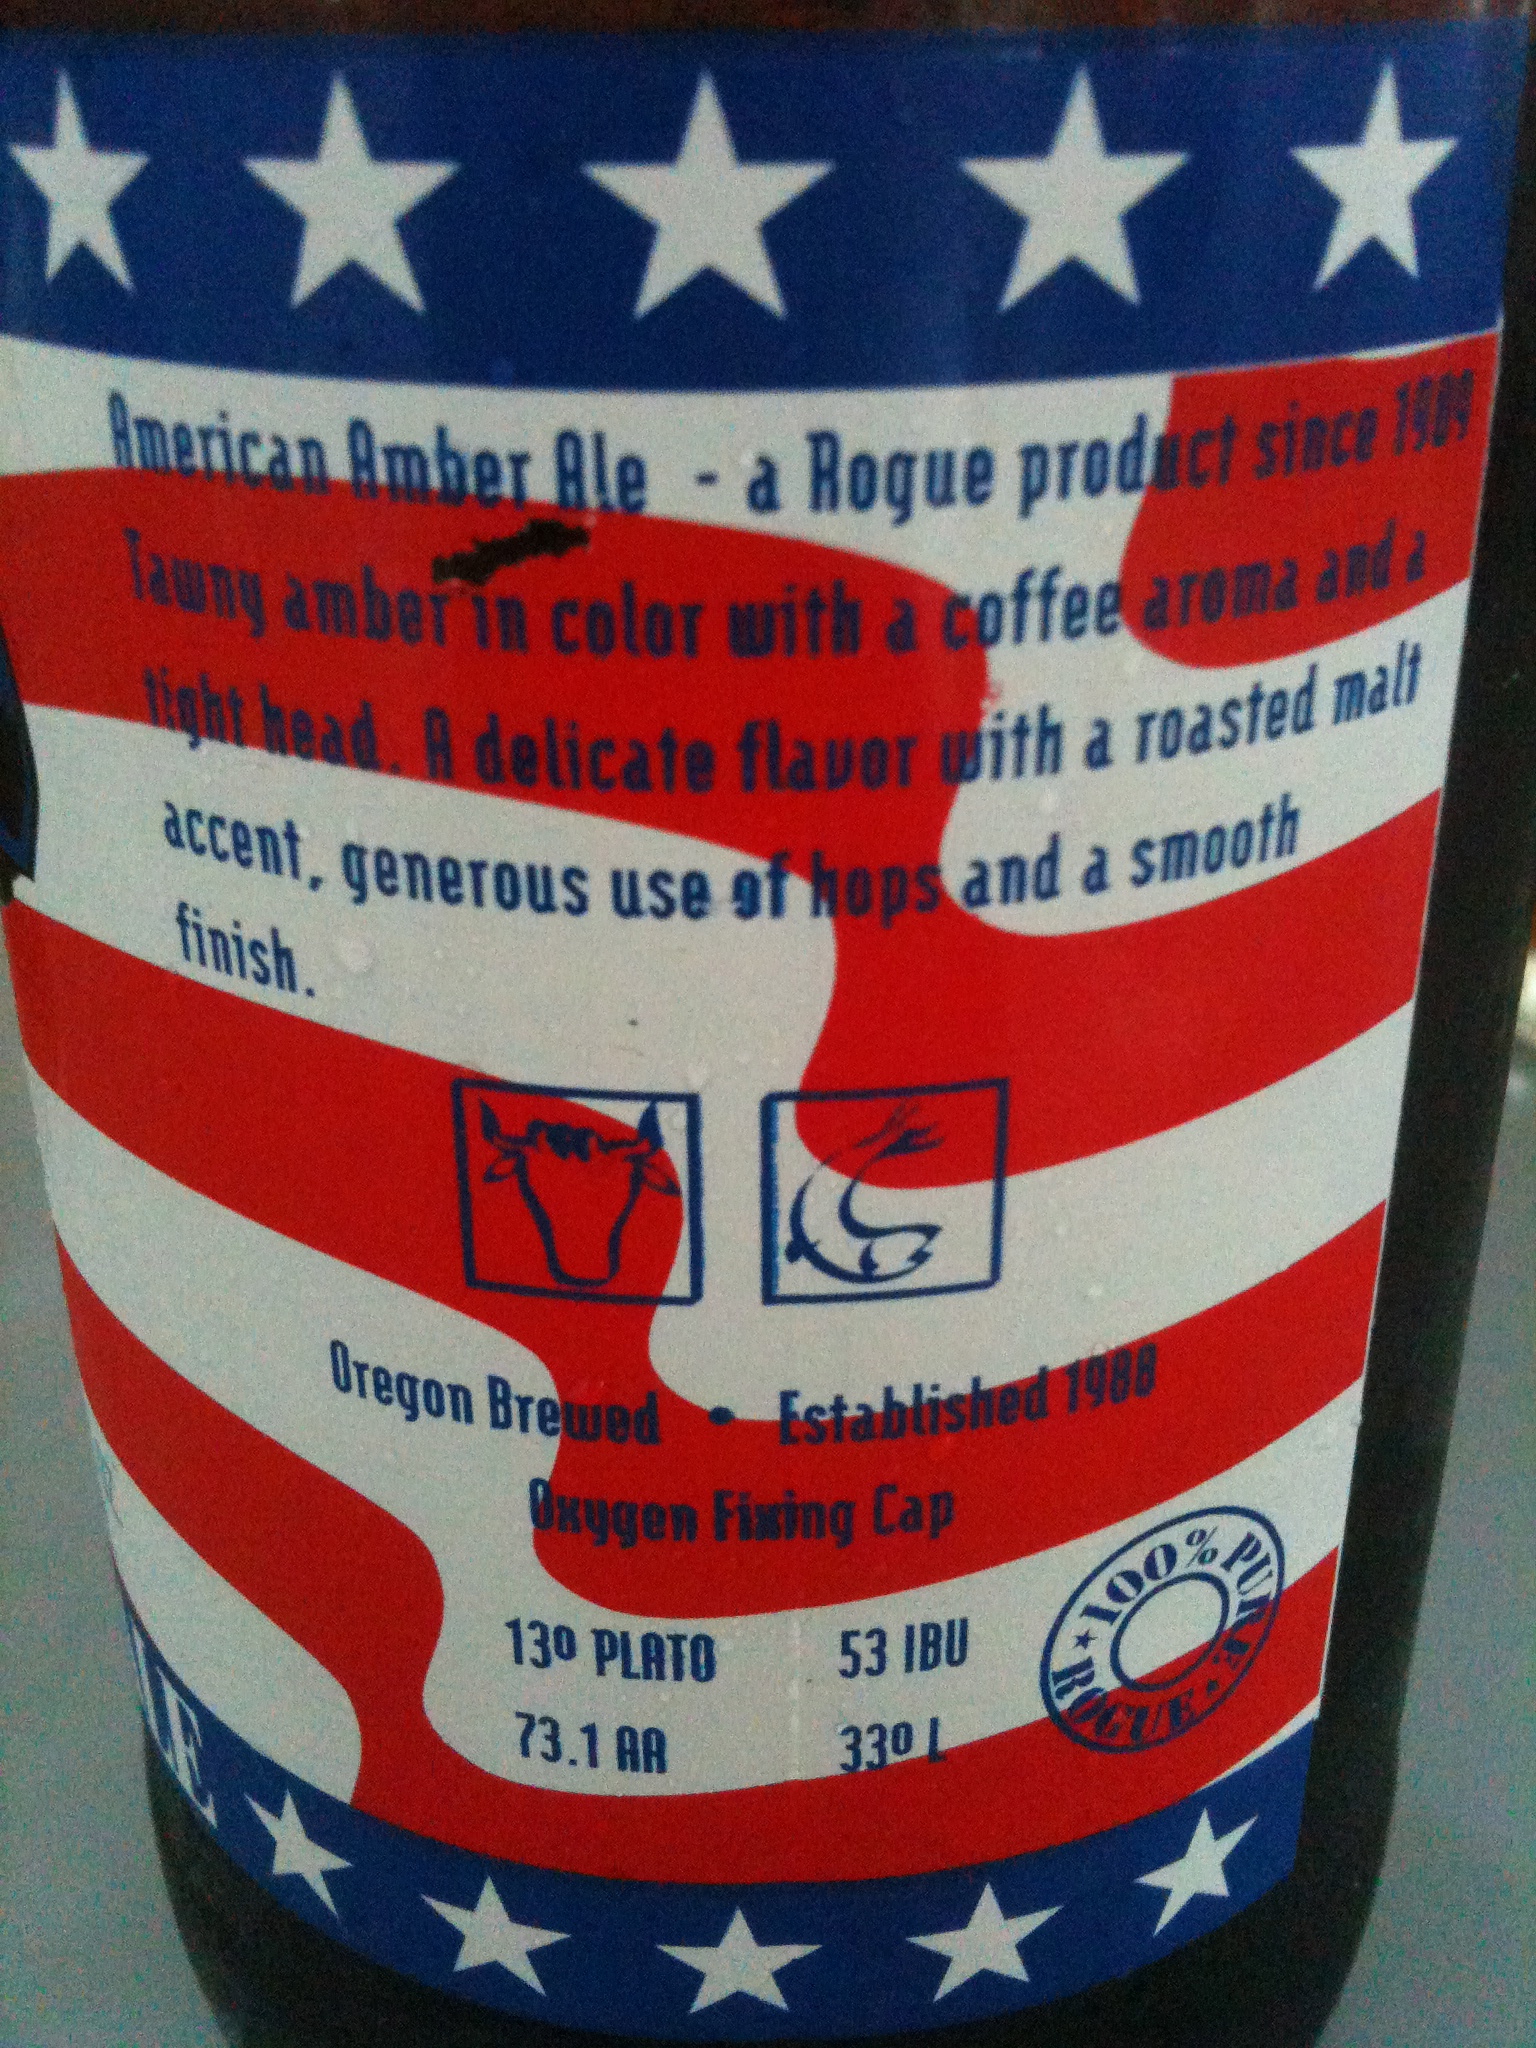 American Amber Ale - a Rogue product since 1989
Tawny amber in color with a coffee aroma and a
tight head. A delicate flavor with a roasted malt
accent, generous use of hops and a smooth
finish.
Oregon Brewed • Established 1988
Oxygen Fixing Cap
13º PLATO 53 IBU
73.1 AA 33º L
100% PURE ROGUE